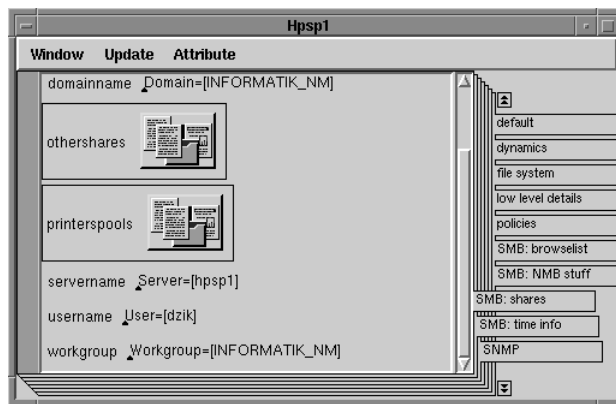 Hpsp1
Window Update Attribute
domainname Domain=[INFORMATIK_NM]
othershares
printerspools
servername Server=[hpsp1]
username User=[dzik]
workgroup Workgroup=[INFORMATIK_NM]
default
dynamics
file system
low level details
policies
SMB: browselist
SMB: NMB stuff
SMB: shares
SMB: time info
SNMP